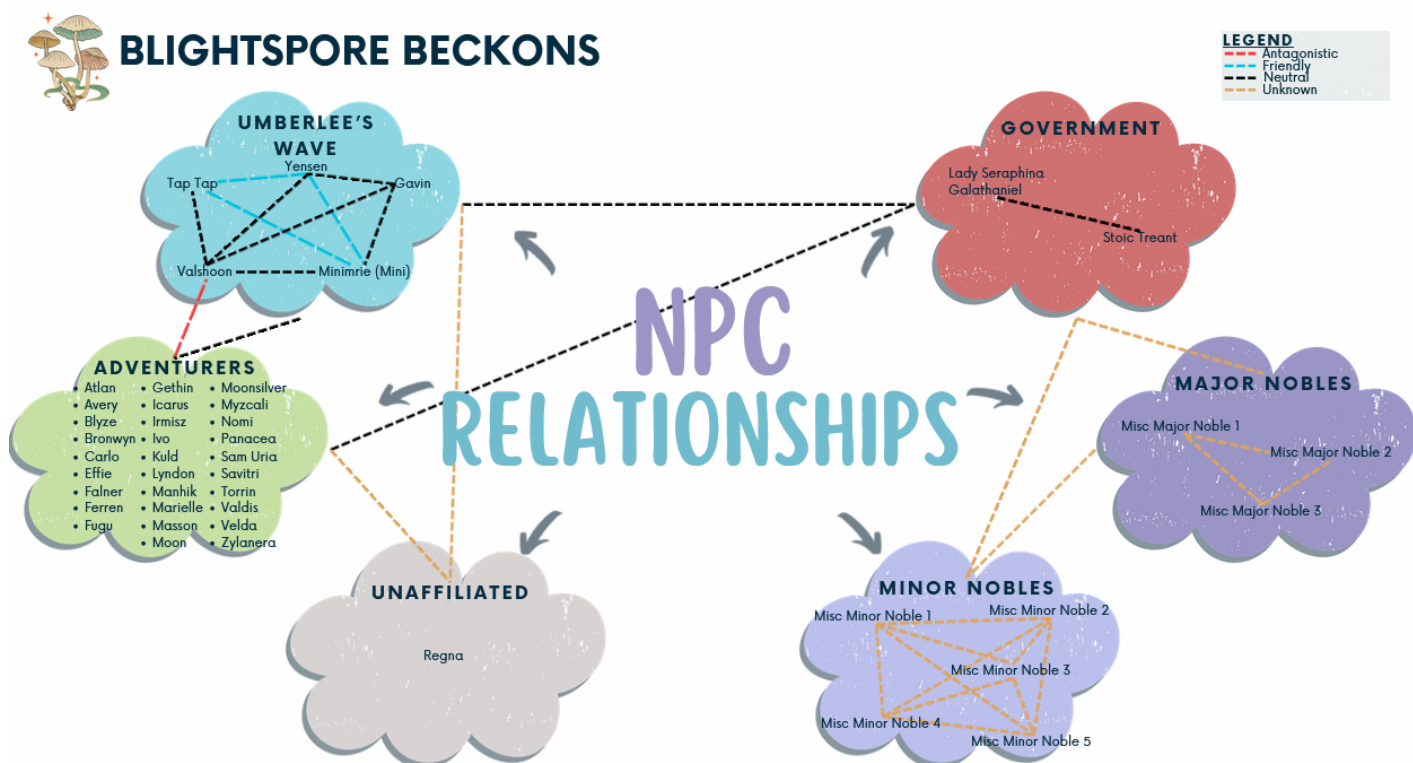 BLIGHTSPORE BECKONS
LEGEND
Antagonistic
Friendly
Neutral
Unknown
UMBERLEE'S
WAVE
Yensen
Tap Tap
Gavin
Valshoon
Minimrie (Mini)
GOVERNMENT
Lady Seraphina
Galathaniel
Stoic Treant
NPC
RELATIONSHIPS
ADVENTURERS
• Atlan
• Avery
• Blyze
• Bronwyn
• Carlo
• Effie
• Falner
• Ferren
• Fugu
• Gethin
• Icarus
• Irmisz
• Ivo
• Kuld
• Lyndon
• Manhik
• Marielle
• Masson
• Moon
• Moonsilver
• Myzcali
• Nomi
• Panacea
• Sam Uria
• Savitri
• Torrin
• Valdis
• Velda
• Zylanera
MAJOR NOBLES
Misc Major Noble 1
Misc Major Noble 2
Misc Major Noble 3
UNAFFILIATED
Regna
MINOR NOBLES
Misc Minor Noble 1
Misc Minor Noble 2
Misc Minor Noble 3
Misc Minor Noble 4
Misc Minor Noble 5